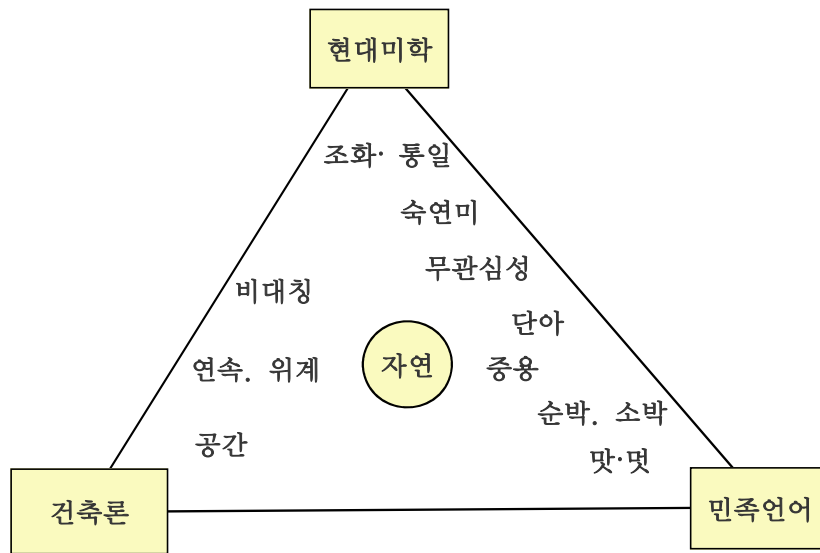 현대미학
조화· 통일
숙연미
무관심성
비대칭
단아
연속. 위계
자연
중용
순박. 소박
공간
맛·멋
건축론
민족언어